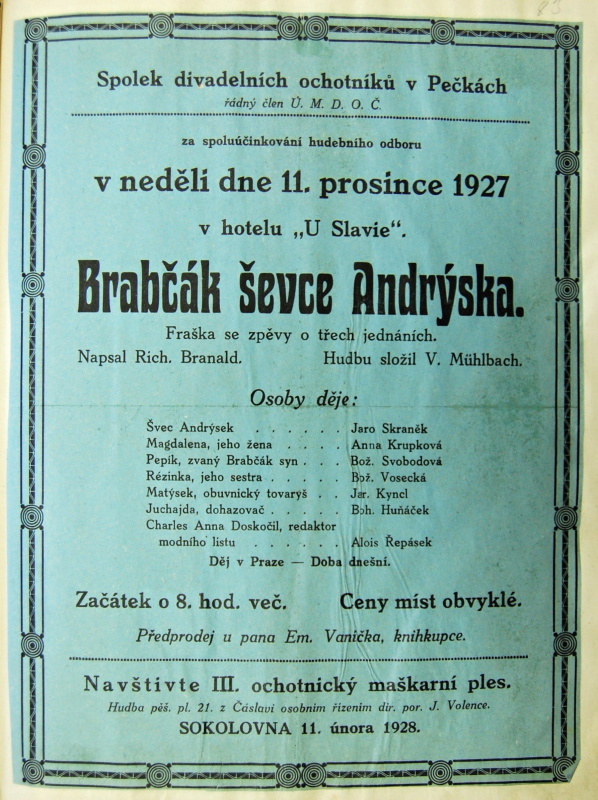 Spolek divadelních ochotníků v Pečkách
řádný člen Ú. M. D. O. Č.
za spoluúčinkování hudebního odboru
v neděli dne 11. prosince 1927
v hotelu „U Slavie“.
Brabčák ševce Andrýska.
Fraška se zpěvy o třech jednáních.
Napsal Rich. Branald. Hudbu složil V. Mühlbach.
Osoby děje:
Švec Andrýsek . . . . . . Jaro Skraněk
Magdalena, jeho žena . . . . Anna Krupková
Pepík, zvaný Brabčák syn . . . Bož. Svobodová
Rézinka, jeho sestra . . . . . Bož. Vosecká
Matýsek, obuvnický tovaryš . . Jar. Kyncl
Juchajda, dohazovač . . . . . Boh. Huňáček
Charles Anna Doskočil, redaktor
modního listu . . . . . . Alois Řepásek
Děj v Praze — Doba dnešní.
Začátek o 8. hod. več. Ceny míst obvyklé.
Předprodej u pana Em. Vanička, knihkupce.
Navštivte III. ochotnický maškarní ples.
Hudba pěš. pl. 21. z Čáslavi osobním řízením dir. por. J. Volence.
SOKOLOVNA 11. února 1928.